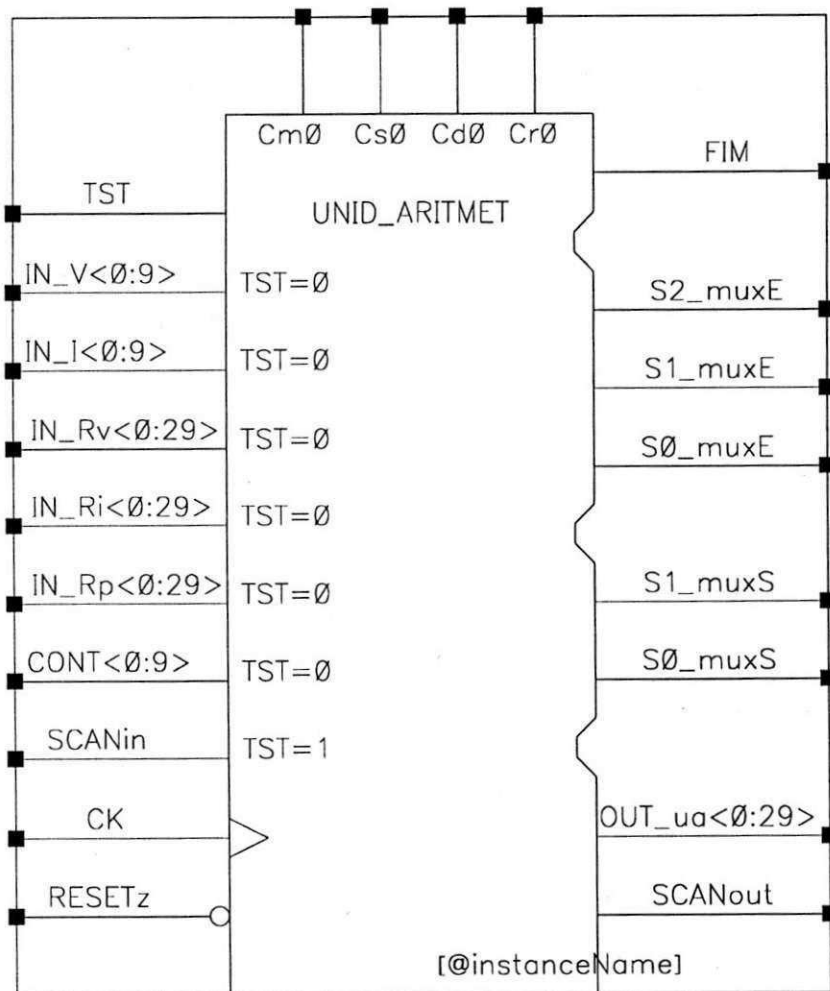 CmØ CsØ CdØ CrØ
FIM
TST
UNID_ARITMET
IN_V<Ø:9>
TST=Ø
S2_muxE
IN_I<Ø:9>
TST=Ø
S1_muxE
IN_Rv<Ø:29>
TST=Ø
SØ_muxE
IN_Ri<Ø:29>
TST=Ø
IN_Rp<Ø:29>
TST=Ø
S1_muxS
CONT<Ø:9>
TST=Ø
SØ_muxS
SCANin
TST=1
CK
OUT_ua<Ø:29>
RESETz
SCANout
[@instanceName]